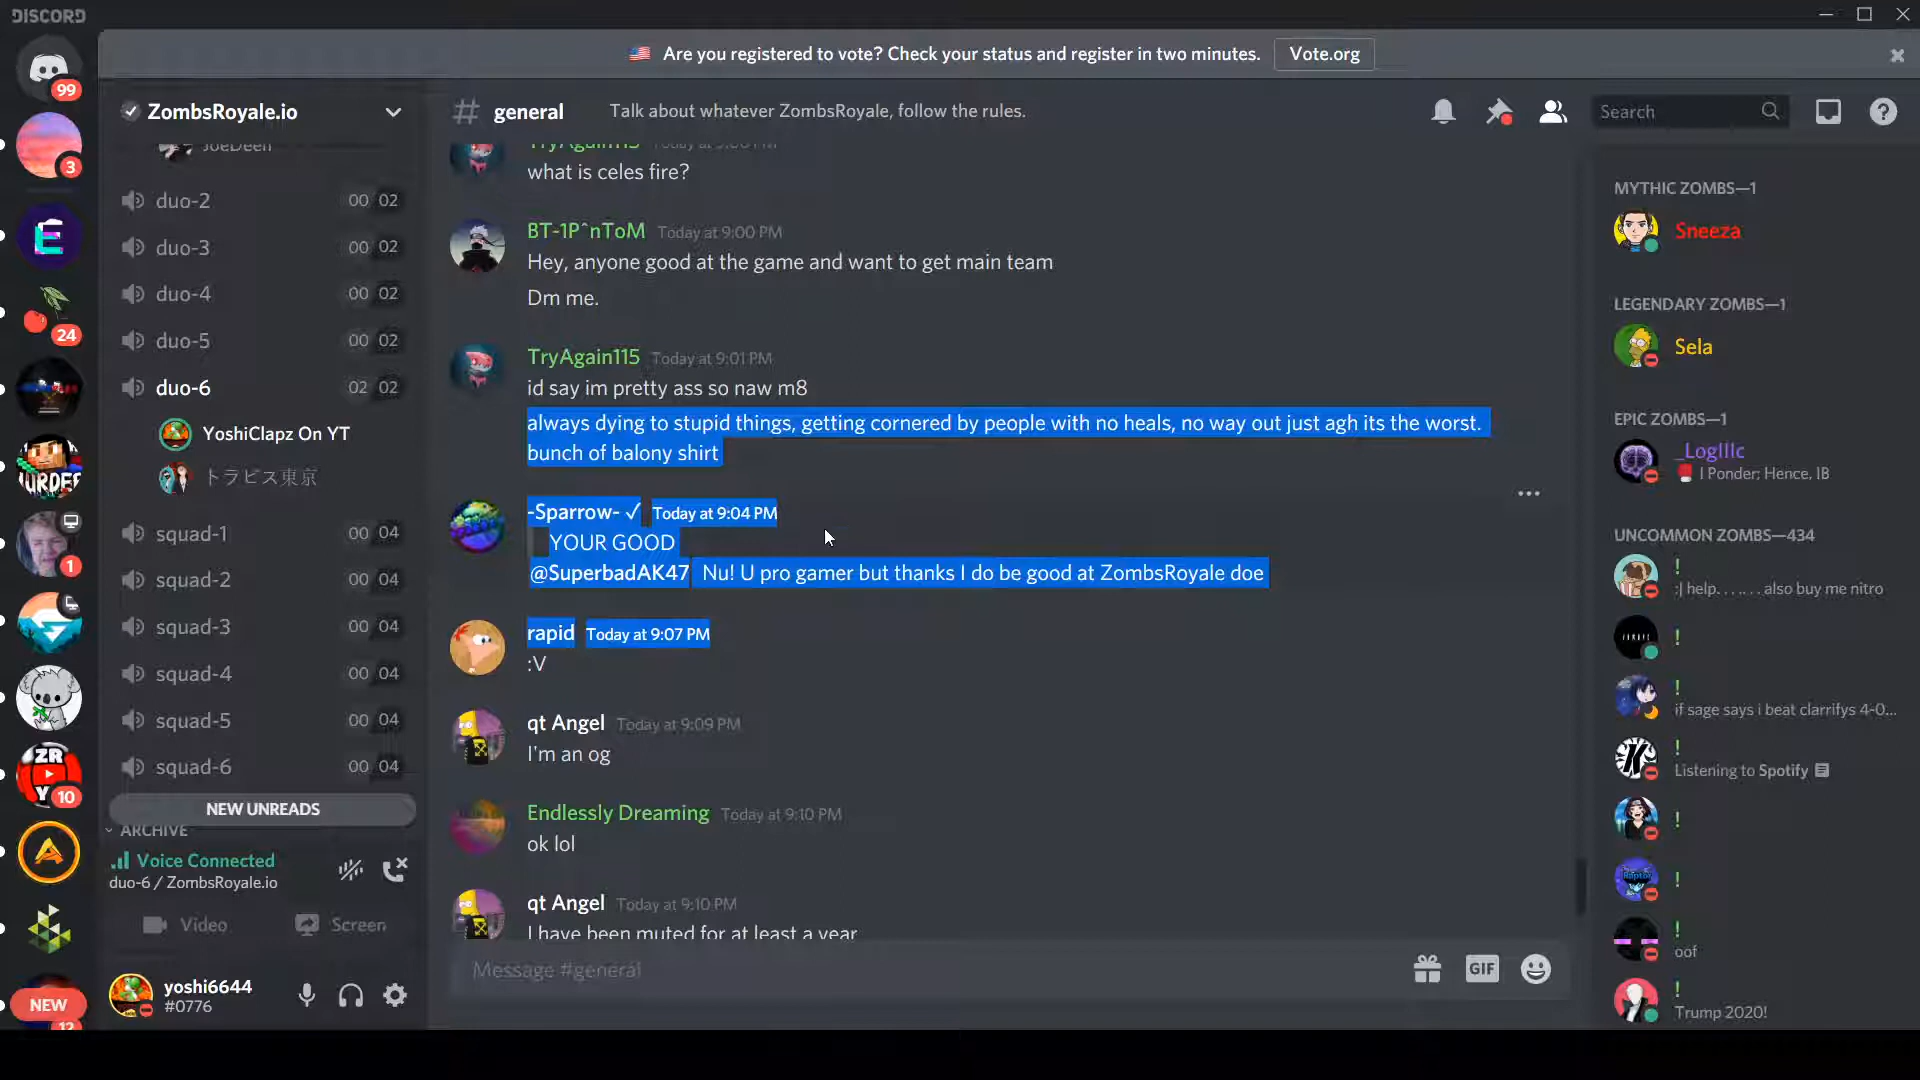 DISCORD
Are you registered to vote? Check your status and register in two minutes.
Vote.org
99
3
24
URDER
1
ZR
Y
10
NEW
12
ZombsRoyale.io
JoeDeen
duo-2 00 02
duo-3 00 02
duo-4 00 02
duo-5 00 02
duo-6 02 02
YoshiClapz On YT
トラビス東京
squad-1 00 04
squad-2 00 04
squad-3 00 04
squad-4 00 04
squad-5 00 04
squad-6 00 04
NEW UNREADS
ARCHIVE
Voice Connected
duo-6 / ZombsRoyale.io
Video Screen
yoshi6644
#0776
# general Talk about whatever ZombsRoyale, follow the rules.
Search
TryAgain115 Today at 9:00 PM
what is celes fire?
BT-1P^nToM Today at 9:00 PM
Hey, anyone good at the game and want to get main team
Dm me.
TryAgain115 Today at 9:01 PM
id say im pretty ass so naw m8
always dying to stupid things, getting cornered by people with no heals, no way out just agh its the worst.
bunch of balony shirt
-Sparrow- ✓ Today at 9:04 PM
YOUR GOOD
@SuperbadAK47 Nu! U pro gamer but thanks I do be good at ZombsRoyale doe
rapid Today at 9:07 PM
:V
qt Angel Today at 9:09 PM
I'm an og
Endlessly Dreaming Today at 9:10 PM
ok lol
qt Angel Today at 9:10 PM
I have been muted for at least a year
Message #general
GIF
MYTHIC ZOMBS—1
Sneeza
LEGENDARY ZOMBS—1
Sela
EPIC ZOMBS—1
_LogIIIc
I Ponder; Hence, IB
UNCOMMON ZOMBS—434
!
:| help. . . ... . . also buy me nitro
!
!
if sage says i beat clarrifys 4-0...
!
Listening to Spotify
!
!
!
oof
!
Trump 2020!